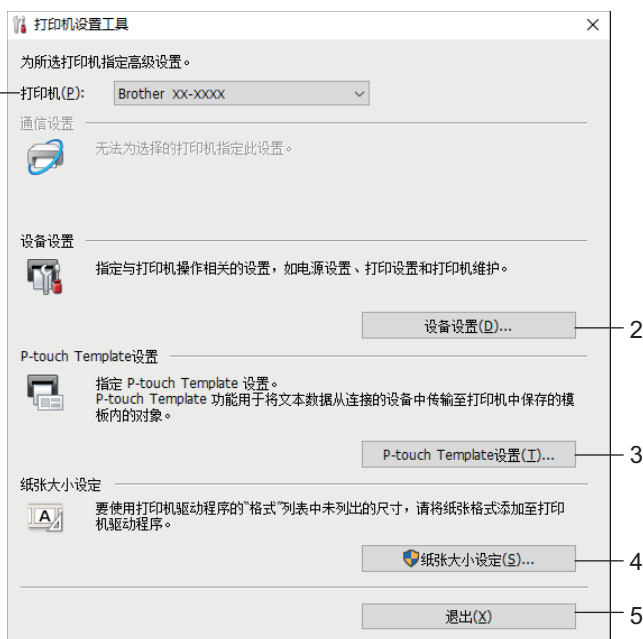 打印机设置工具
为所选打印机指定高级设置。
打印机(P): Brother XX-XXXX
通信设置
无法为选择的打印机指定此设置。
设备设置
指定与打印机操作相关的设置，如电源设置、打印设置和打印机维护。
设备设置(D)... 2
P-touch Template设置
指定 P-touch Template 设置。
P-touch Template 功能用于将文本数据从连接的设备中传输至打印机中保存的模
板内的对象。
P-touch Template设置(T)... 3
纸张大小设定
要使用打印机驱动程序的“格式”列表中未列出的尺寸，请将纸张格式添加至打印
机驱动程序。
纸张大小设定(S)... 4
退出(X) 5